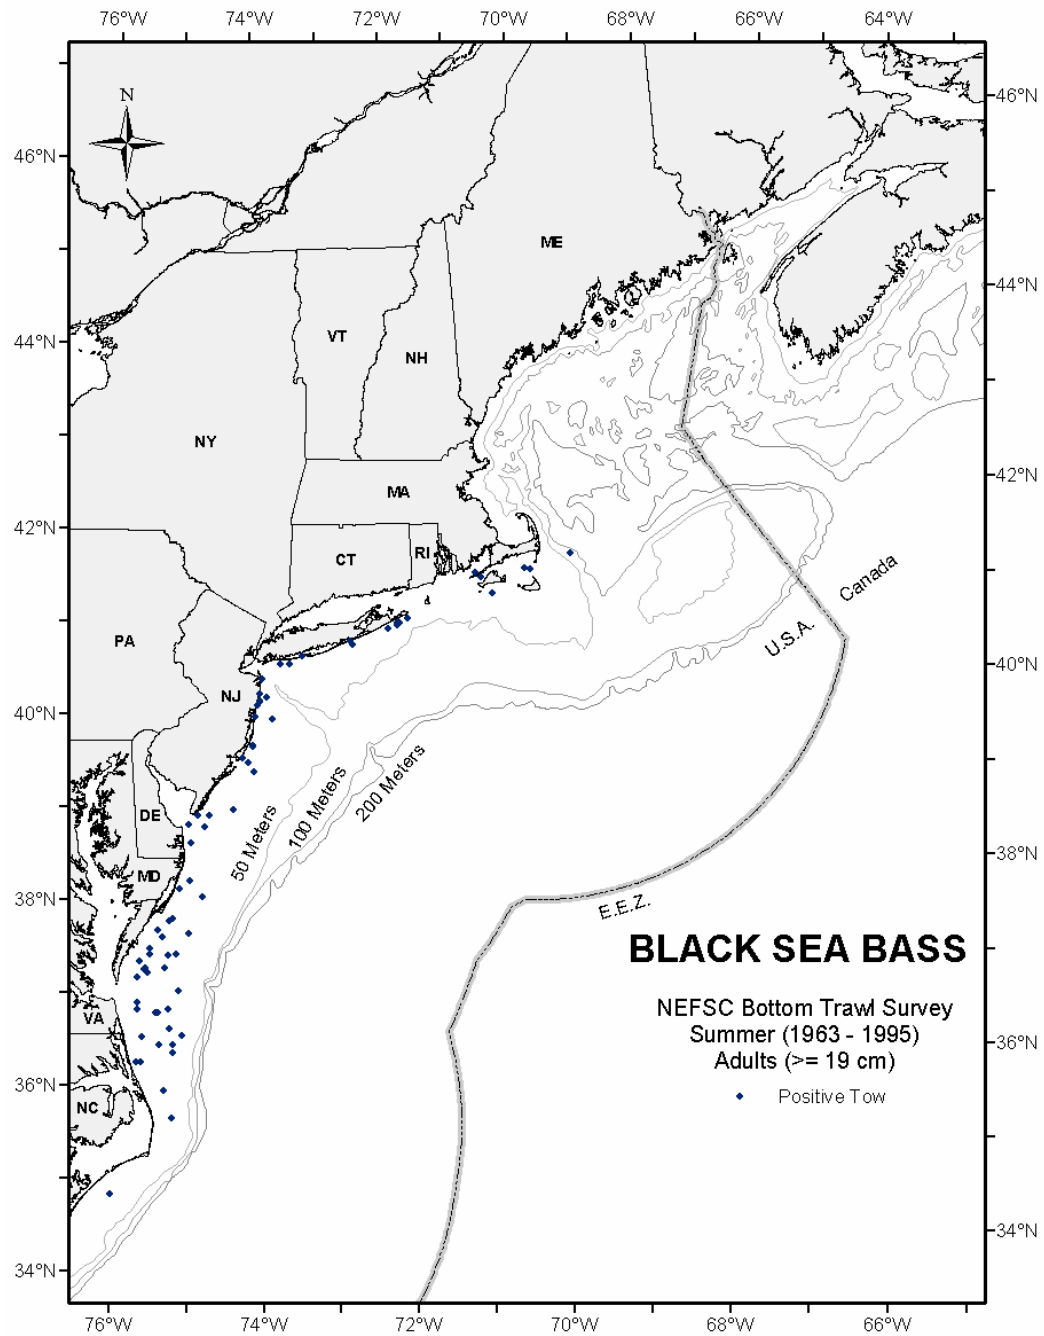 76°W 74°W 72°W 70°W 68°W 66°W 64°W
N
46°N
46°N
ME
44°N
44°N
VT
NH
NY
42°N
MA
42°N
CT
RI
Canada
U.S.A.
PA
40°N
NJ
40°N
50 Meters
100 Meters
200 Meters
DE
38°N
MD
38°N
E.E.Z.
BLACK SEA BASS
NEFSC Bottom Trawl Survey
Summer (1963 - 1995)
Adults (>= 19 cm)
Positive Tow
VA
36°N
36°N
NC
34°N
34°N
76°W 74°W 72°W 70°W 68°W 66°W